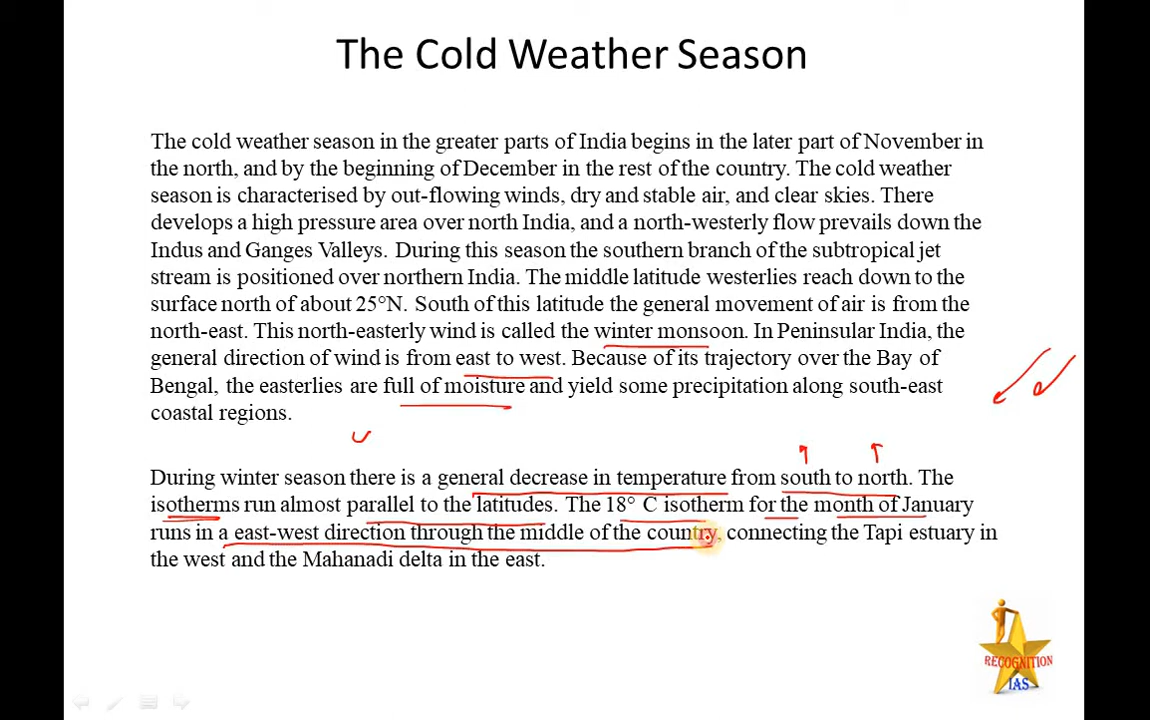 The Cold Weather Season
The cold weather season in the greater parts of India begins in the later part of November in
the north, and by the beginning of December in the rest of the country. The cold weather
season is characterised by out-flowing winds, dry and stable air, and clear skies. There
develops a high pressure area over north India, and a north-westerly flow prevails down the
Indus and Ganges Valleys. During this season the southern branch of the subtropical jet
stream is positioned over northern India. The middle latitude westerlies reach down to the
surface north of about 25°N. South of this latitude the general movement of air is from the
north-east. This north-easterly wind is called the winter monsoon. In Peninsular India, the
general direction of wind is from east to west. Because of its trajectory over the Bay of
Bengal, the easterlies are full of moisture and yield some precipitation along south-east
coastal regions.
During winter season there is a general decrease in temperature from south to north. The
isotherms run almost parallel to the latitudes. The 18° C isotherm for the month of January
runs in a east-west direction through the middle of the country, connecting the Tapi estuary in
the west and the Mahanadi delta in the east.
RECOGNITION
IAS